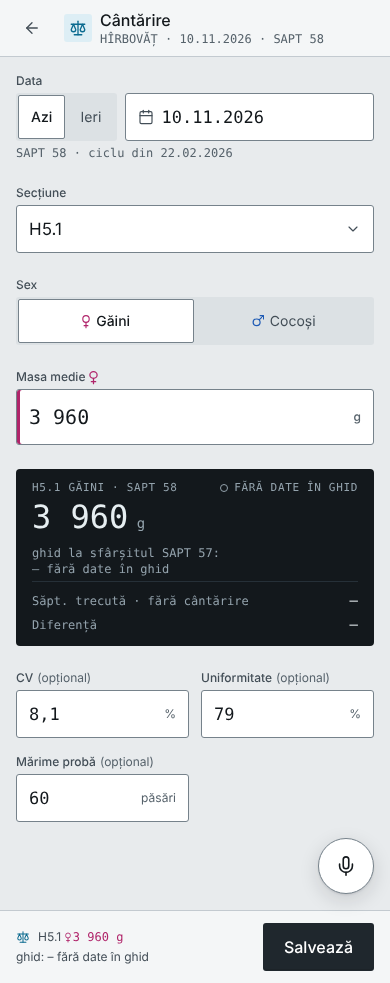 Cântărire
HÎRBOVĂȚ · 10.11.2026 · SAPT 58
Data
Azi Ieri 10.11.2026
SAPT 58 · ciclu din 22.02.2026
Secțiune
H5.1
Sex
♀ Găini ♂ Cocoși
Masa medie ♀
3 960 g
H5.1 GĂINI · SAPT 58 FĂRĂ DATE ÎN GHID
3 960 g
ghid la sfârșitul SAPT 57:
– fără date în ghid
Săpt. trecută · fără cântărire –
Diferență –
CV (opțional) Uniformitate (opțional)
8,1 % 79 %
Mărime probă (opțional)
60 păsări
H5.1 ♀ 3 960 g
ghid: – fără date în ghid
Salvează